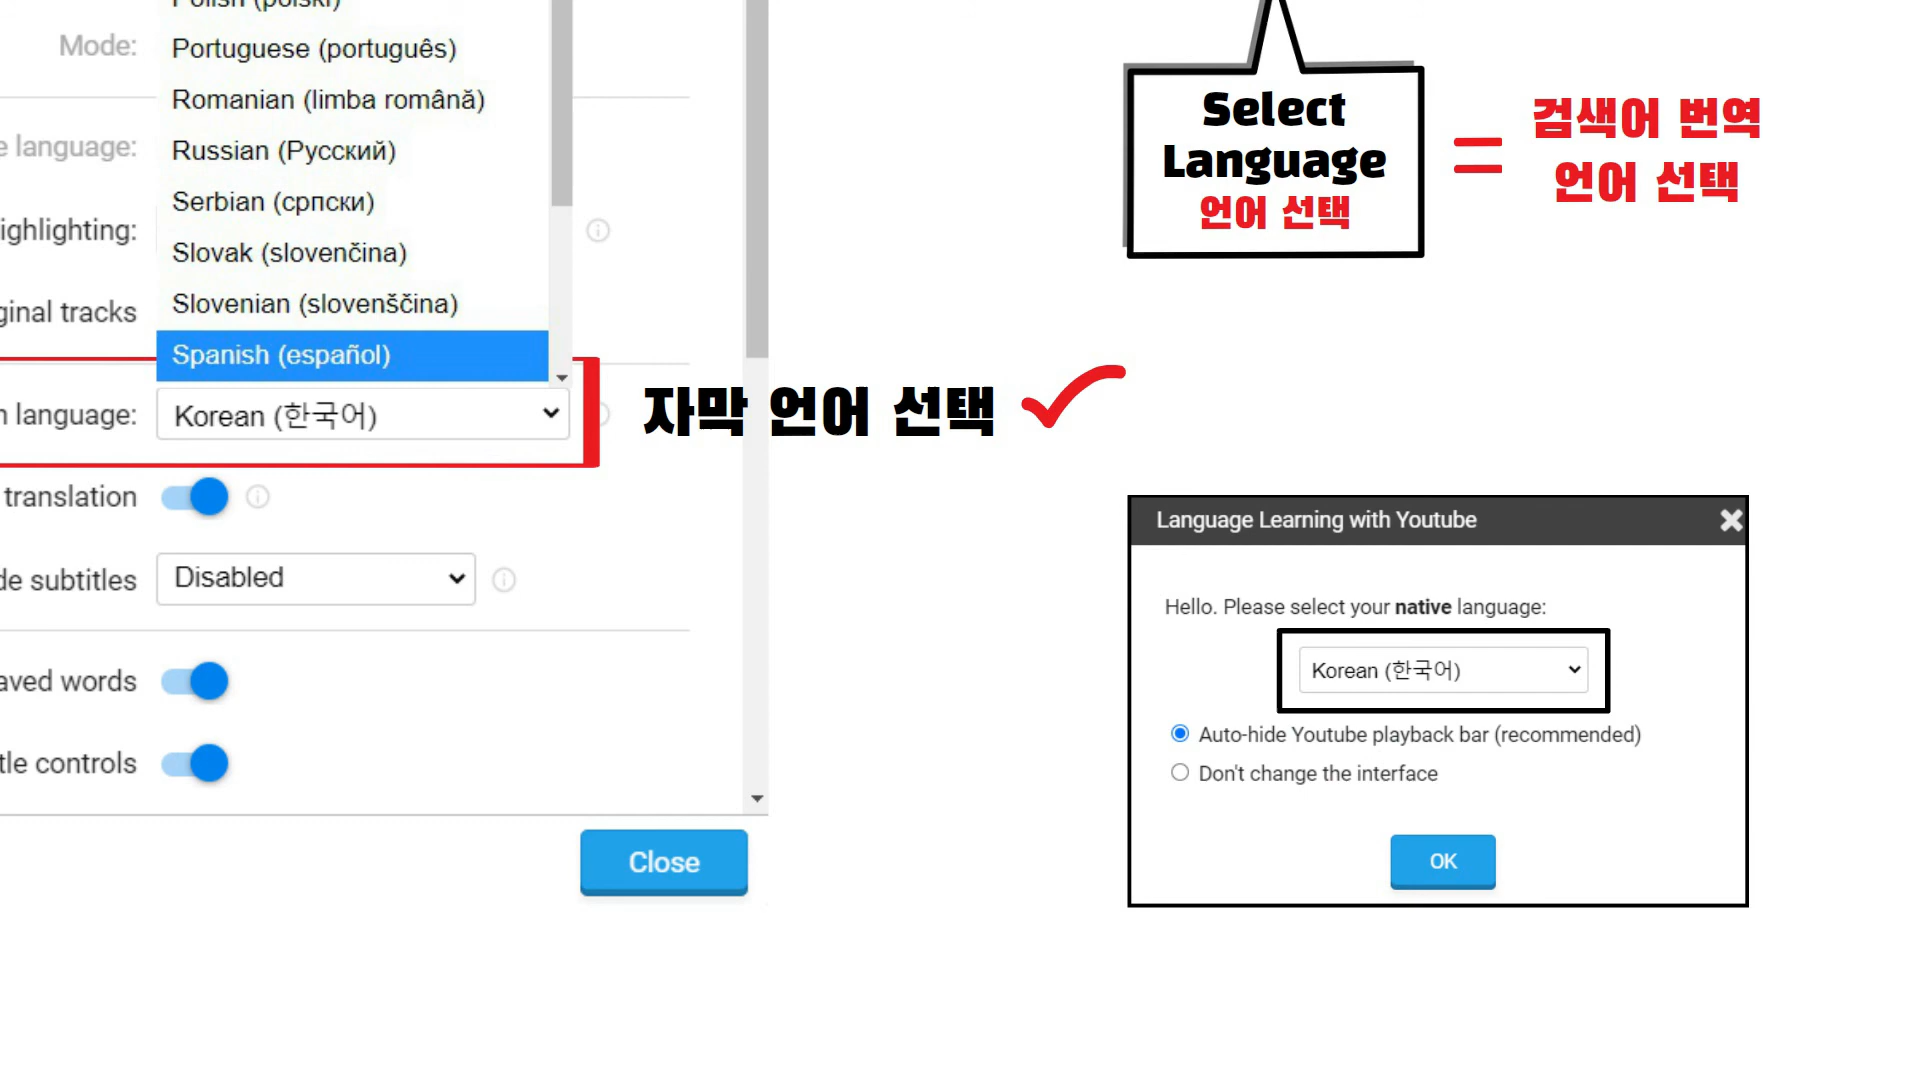 Polish (polski)
Mode:
Portuguese (português)
Romanian (limba română)
e language:
Russian (Русский)
Serbian (српски)
ighlighting:
Slovak (slovenčina)
ginal tracks
Slovenian (slovenščina)
Spanish (español)
n language:
Korean (한국어)
translation
de subtitles
Disabled
aved words
tle controls
Close
자막 언어 선택
Select
Language
언어 선택
=
검색어 번역
언어 선택
Language Learning with Youtube
Hello. Please select your native language:
Korean (한국어)
Auto-hide Youtube playback bar (recommended)
Don't change the interface
OK